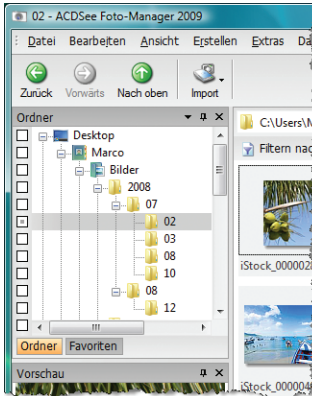 02 - ACDSee Foto-Manager 2009
Datei Bearbeiten Ansicht Erstellen Extras
Zurück Vorwärts Nach oben Import
Ordner
C:\Users\
Desktop
Filtern
Marco
Bilder
2008
07
02
03
08
10
iStock_000002
08
12
Ordner Favoriten
Vorschau
iStock_00000